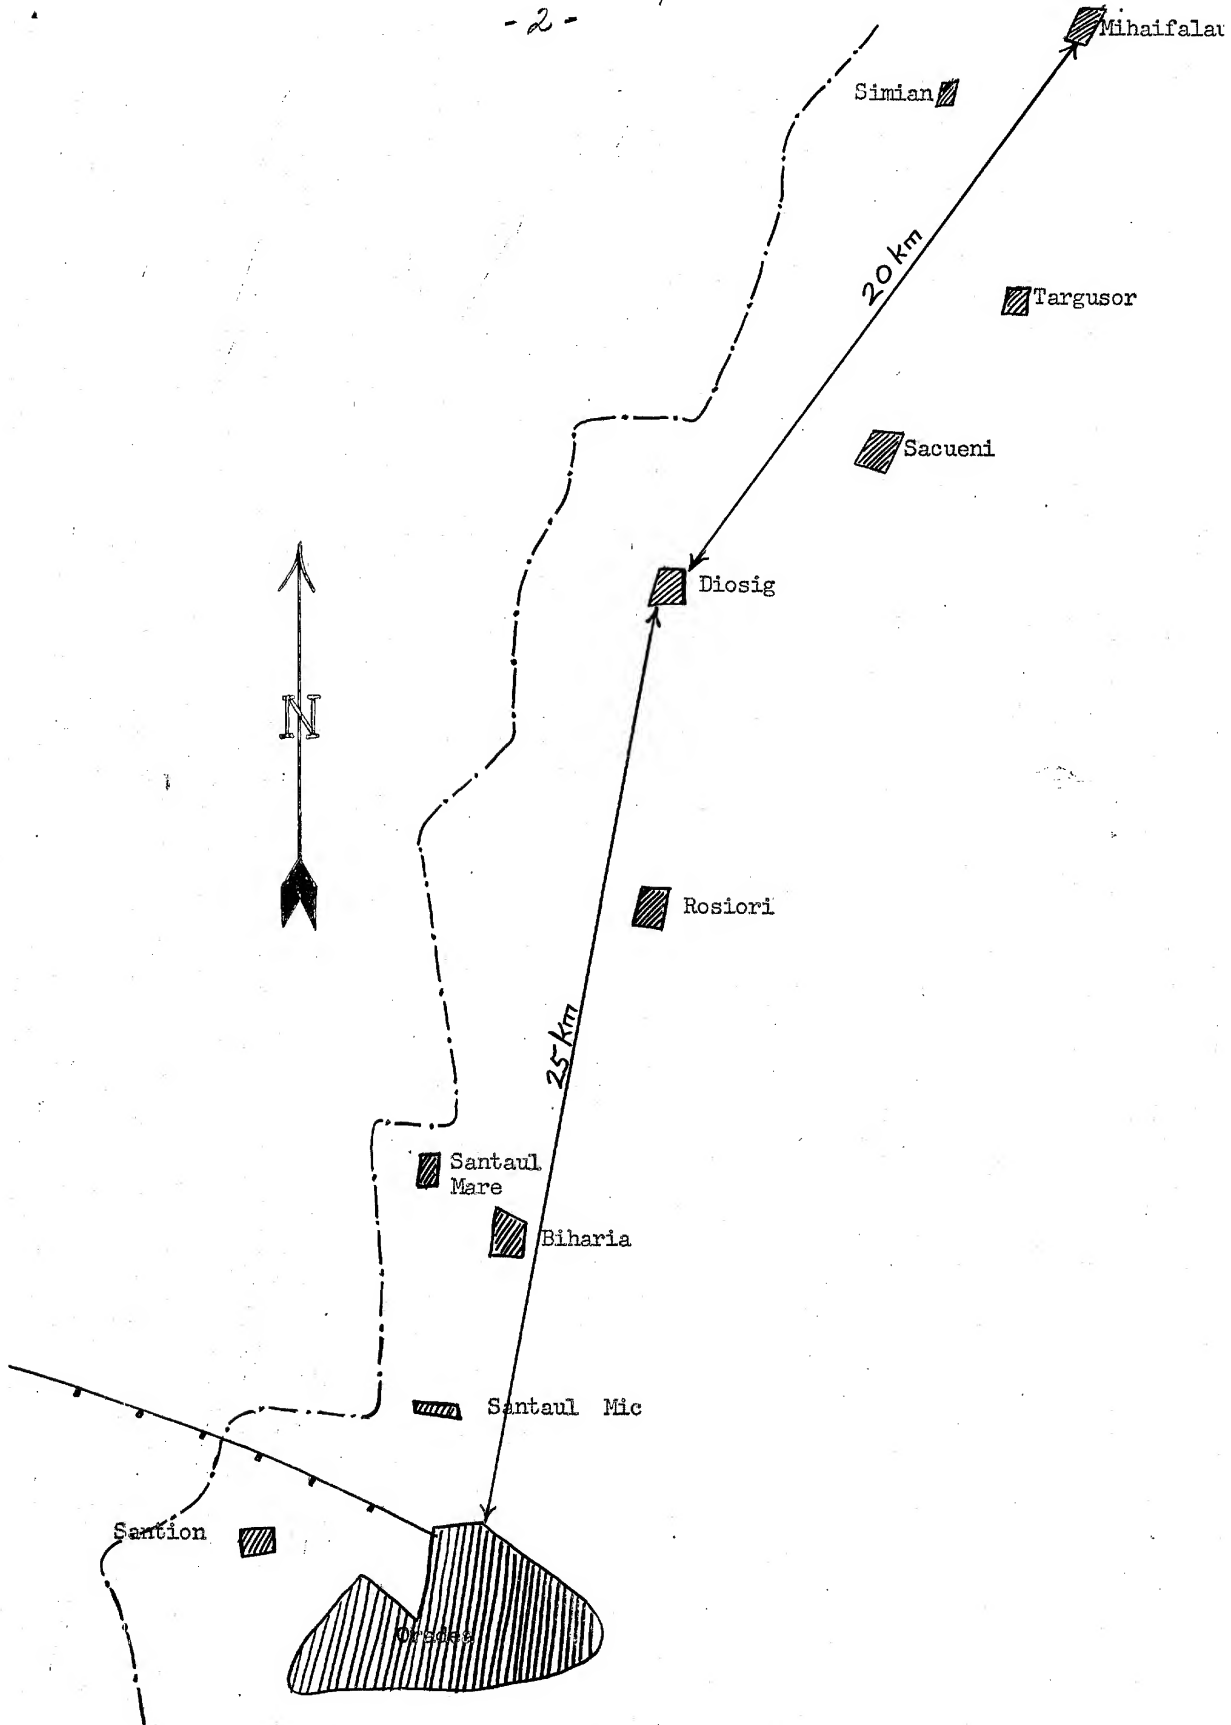 - 2 -
Mihaifalau
Simian
20 km
Targusor
Sacueni
Diosig
N
Rosiori
25 km
Santaul
Mare
Biharia
Santaul Mic
Santion
Oradea